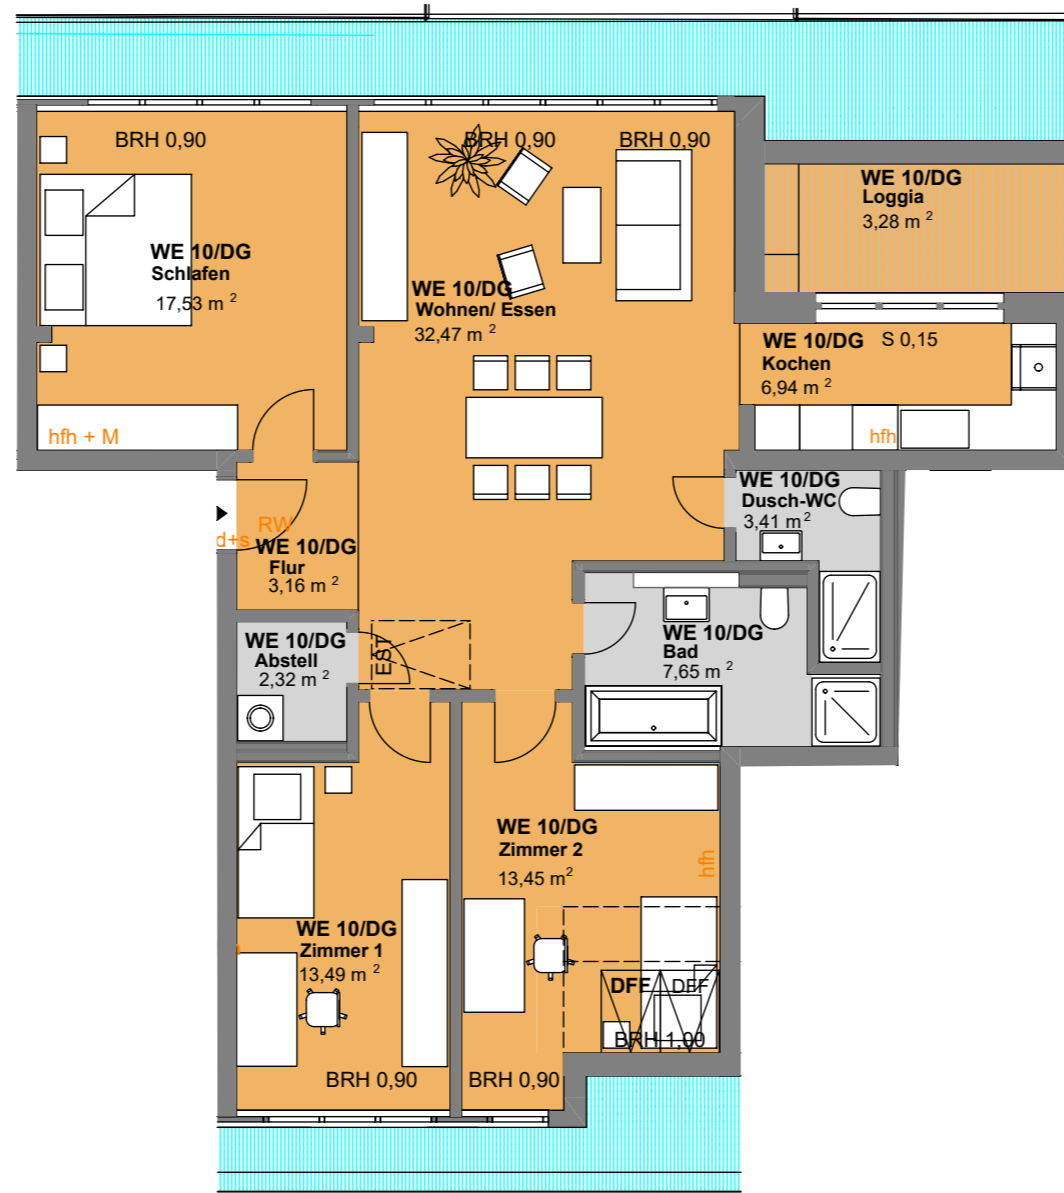 BRH 0,90
BRH 0,90
BRH 0,90
WE 10/DG
Schlafen
17,53 m 2
hfh + M
WE 10/DG
Wohnen/ Essen
32,47 m 2
WE 10/DG
Loggia
3,28 m 2
WE 10/DG
S 0,15
Kochen
6,94 m 2
hfh
WE 10/DG
Dusch-WC
3,41 m 2
RW
d+s
WE 10/DG
Flur
3,16 m 2
WE 10/DG
Abstell
2,32 m 2
EST
WE 10/DG
Bad
7,65 m 2
WE 10/DG
Zimmer 1
13,49 m 2
BRH 0,90
WE 10/DG
Zimmer 2
13,45 m2
hfh
DFF
DFF
BRH 1,00
BRH 0,90